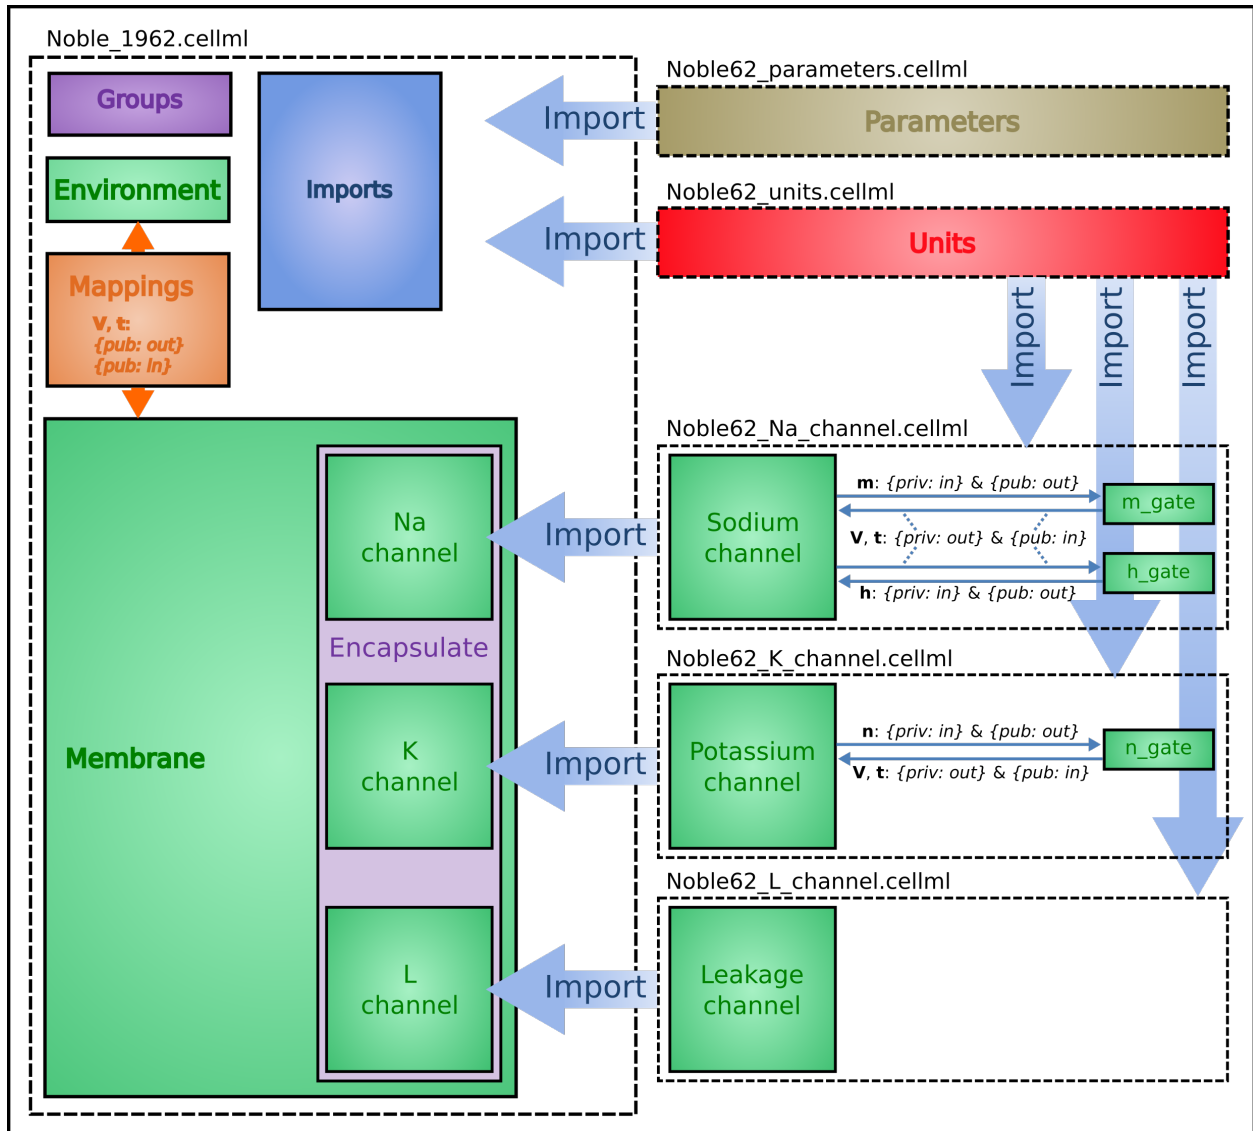 Noble_1962.cellml
Groups
Environment
Mappings
V, t:
{pub: out}
{pub: in}
Imports
Membrane
Na
channel
Encapsulate
K
channel
L
channel
Import
Import
Import
Import
Import
Noble62_parameters.cellml
Parameters
Noble62_units.cellml
Units
Import
Import
Import
Noble62_Na_channel.cellml
Sodium
channel
m: {priv: in} & {pub: out}
V, t: {priv: out} & {pub: in}
h: {priv: in} & {pub: out}
m_gate
h_gate
Noble62_K_channel.cellml
Potassium
channel
n: {priv: in} & {pub: out}
V, t: {priv: out} & {pub: in}
n_gate
Noble62_L_channel.cellml
Leakage
channel